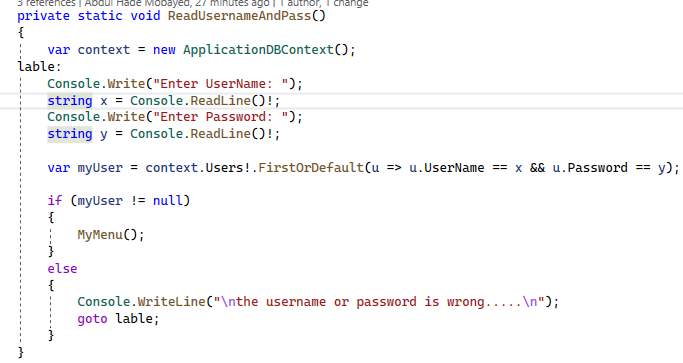 3 references | Abdul Hade Mobayed, 27 minutes ago | 1 author, 1 change
private static void ReadUsernameAndPass()
{
    var context = new ApplicationDBContext();
lable:
    Console.Write("Enter UserName: ");
    string x = Console.ReadLine()!;
    Console.Write("Enter Password: ");
    string y = Console.ReadLine()!;

    var myUser = context.Users!.FirstOrDefault(u => u.UserName == x && u.Password == y);

    if (myUser != null)
    {
        MyMenu();
    }
    else
    {
        Console.WriteLine("\nthe username or password is wrong.....\n");
        goto lable;
    }
}